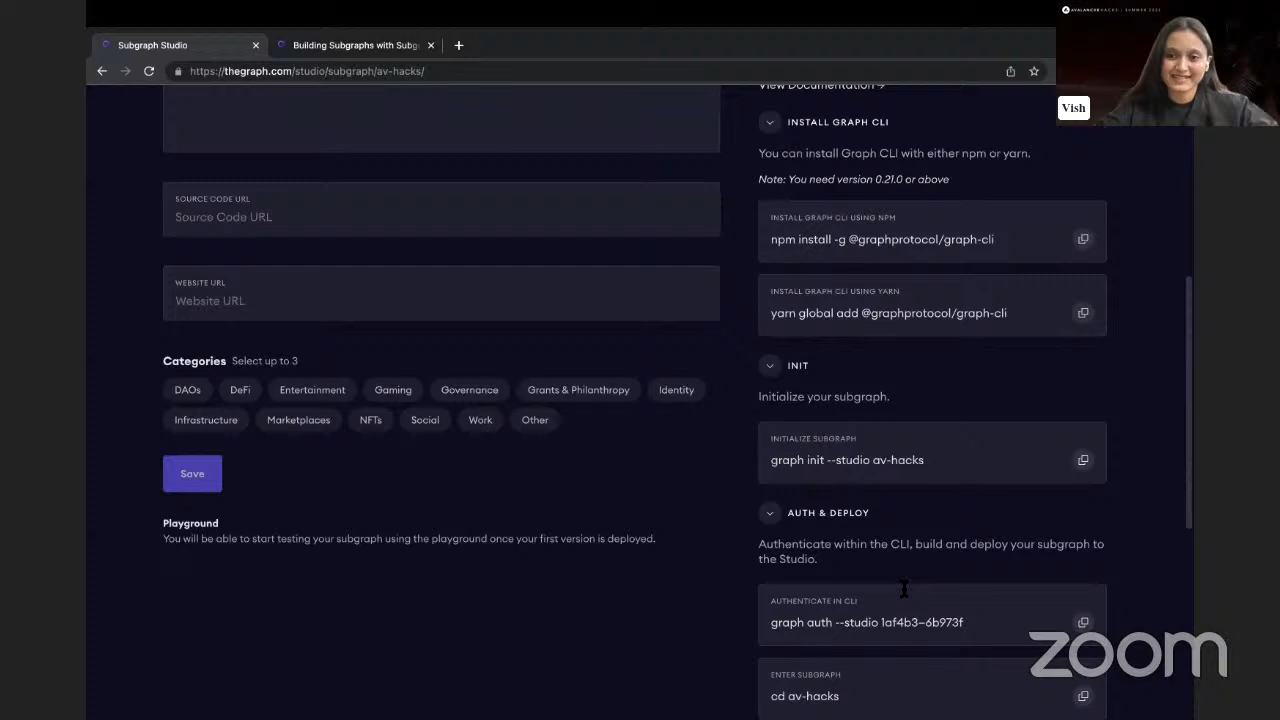 AVALANCHE HACKS | SUMMER 2022
Subgraph Studio
Building Subgraphs with Subg
https://thegraph.com/studio/subgraph/av-hacks/
Vish
View Documentation
INSTALL GRAPH CLI
You can install Graph CLI with either npm or yarn.
Note: You need version 0.21.0 or above
SOURCE CODE URL
Source Code URL
INSTALL GRAPH CLI USING NPM
npm install -g @graphprotocol/graph-cli
WEBSITE URL
Website URL
INSTALL GRAPH CLI USING YARN
yarn global add @graphprotocol/graph-cli
Categories Select up to 3
DAOs DeFi Entertainment Gaming Governance Grants & Philanthropy Identity
Infrastructure Marketplaces NFTs Social Work Other
INIT
Initialize your subgraph.
INITIALIZE SUBGRAPH
graph init --studio av-hacks
Save
Playground
You will be able to start testing your subgraph using the playground once your first version is deployed.
AUTH & DEPLOY
Authenticate within the CLI, build and deploy your subgraph to
the Studio.
AUTHENTICATE IN CLI
graph auth --studio 1af4b3–6b973f
ENTER SUBGRAPH
cd av-hacks
zoom